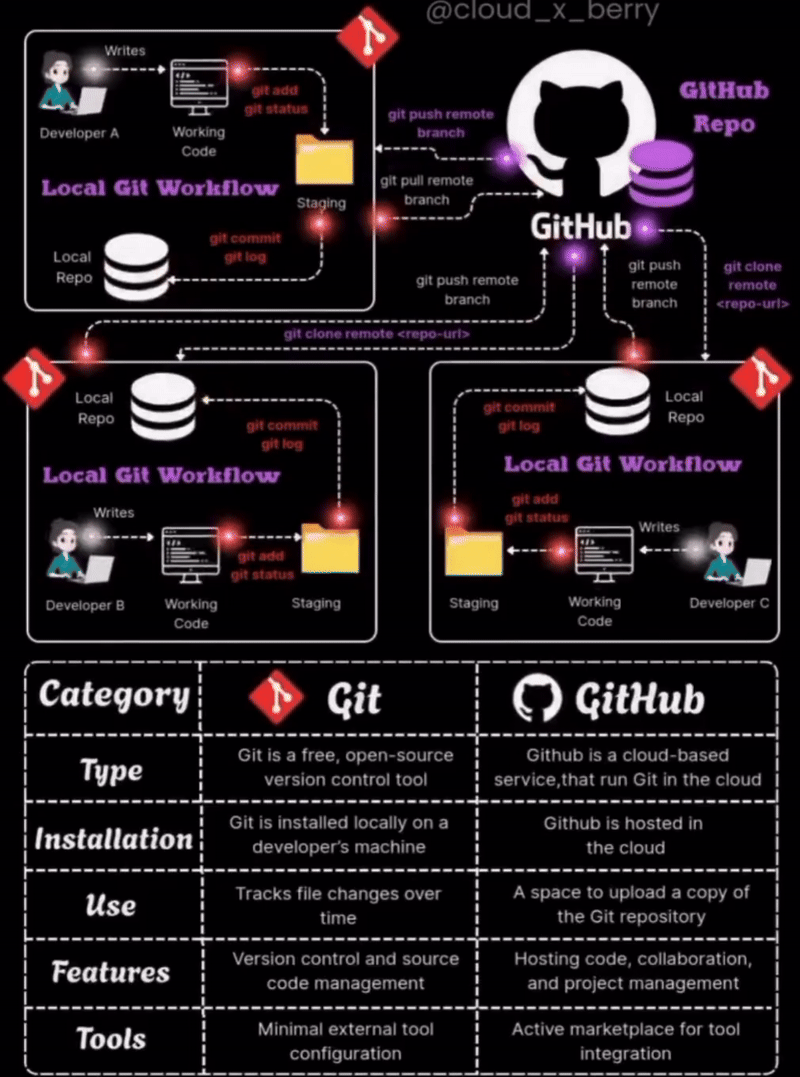 @cloud_x_berry
Writes
git add
git status
Developer A
Working
Code
Local Git Workflow
Staging
git commit
git log
Local
Repo
git push remote
branch
git pull remote
branch
GitHub
Repo
GitHub
git push remote
branch
git push
remote
branch
git clone
remote
<repo-url>
git clone remote <repo-url>
Local
Repo
git commit
git log
Local Git Workflow
Writes
git add
git status
Developer B
Working
Code
Staging
Local
Repo
git commit
git log
Local Git Workflow
git add
git status
Writes
Staging
Working
Code
Developer C
Category
Git
GitHub
Type
Git is a free, open-source
version control tool
Github is a cloud-based
service,that run Git in the cloud
Installation
Git is installed locally on a
developer's machine
Github is hosted in
the cloud
Use
Tracks file changes over
time
A space to upload a copy of
the Git repository
Features
Version control and source
code management
Hosting code, collaboration,
and project management
Tools
Minimal external tool
configuration
Active marketplace for tool
integration